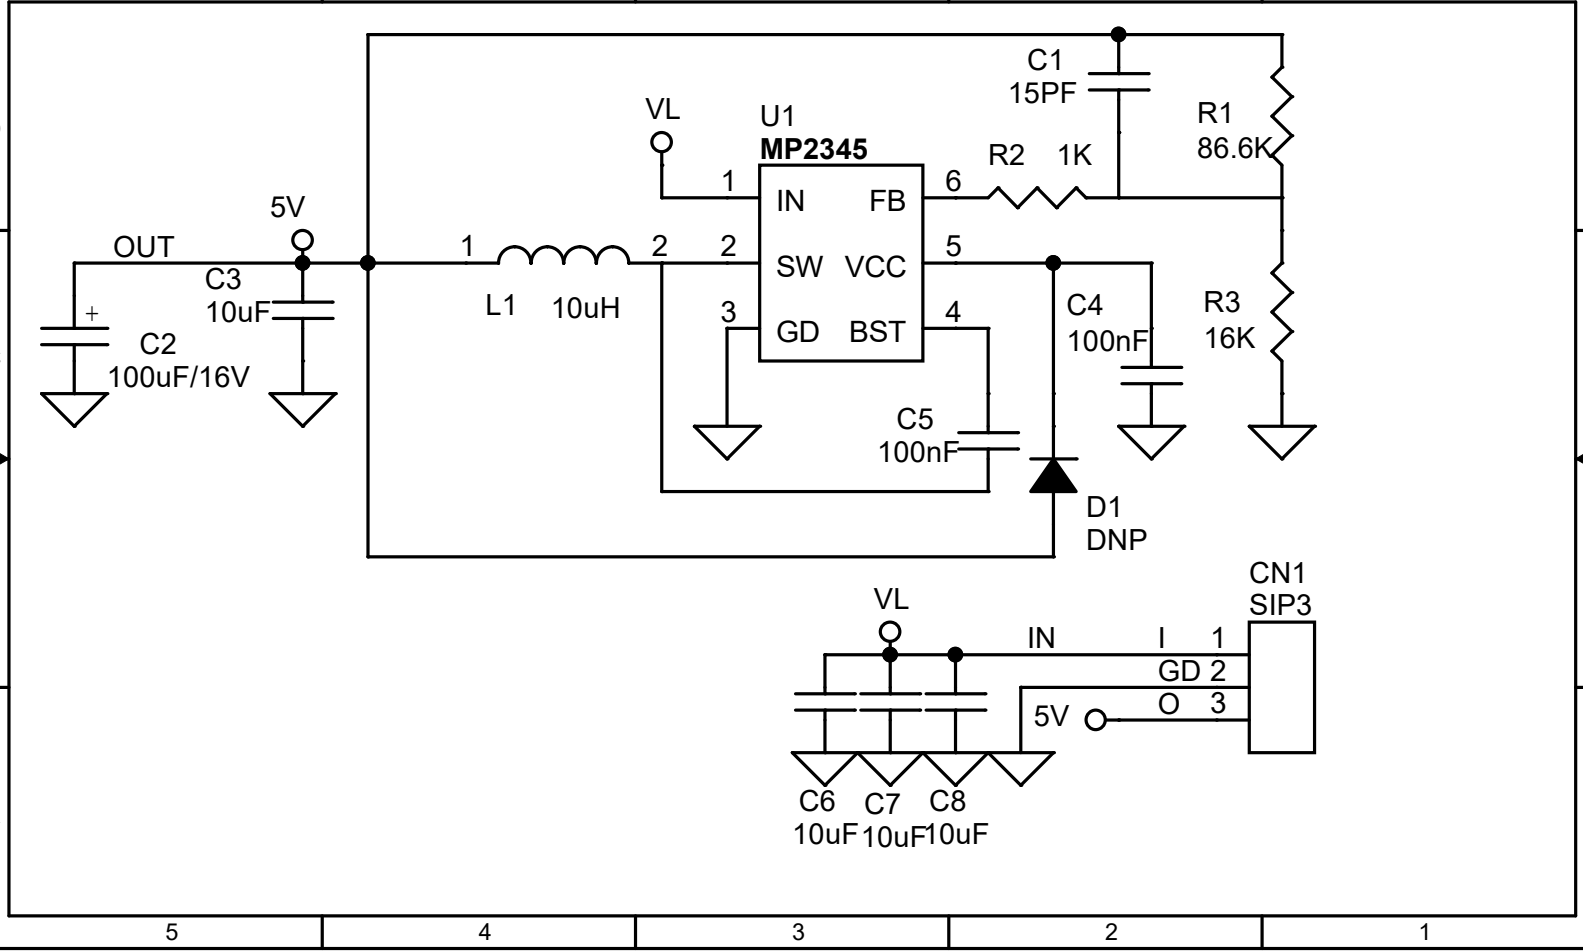 C1
15PF
R1
86.6K
VL
U1
MP2345
R2 1K
1
IN
FB
6
5V
OUT
1
2
2
SW
VCC
5
C3
10uF
L1 10uH
C4
100nF
R3
16K
+
C2
100uF/16V
3
GD
BST
4
C5
100nF
D1
DNP
CN1
SIP3
VL
IN
I 1
GD 2
5V
O 3
C6
10uF
C7
10uF
C8
10uF
5 4 3 2 1